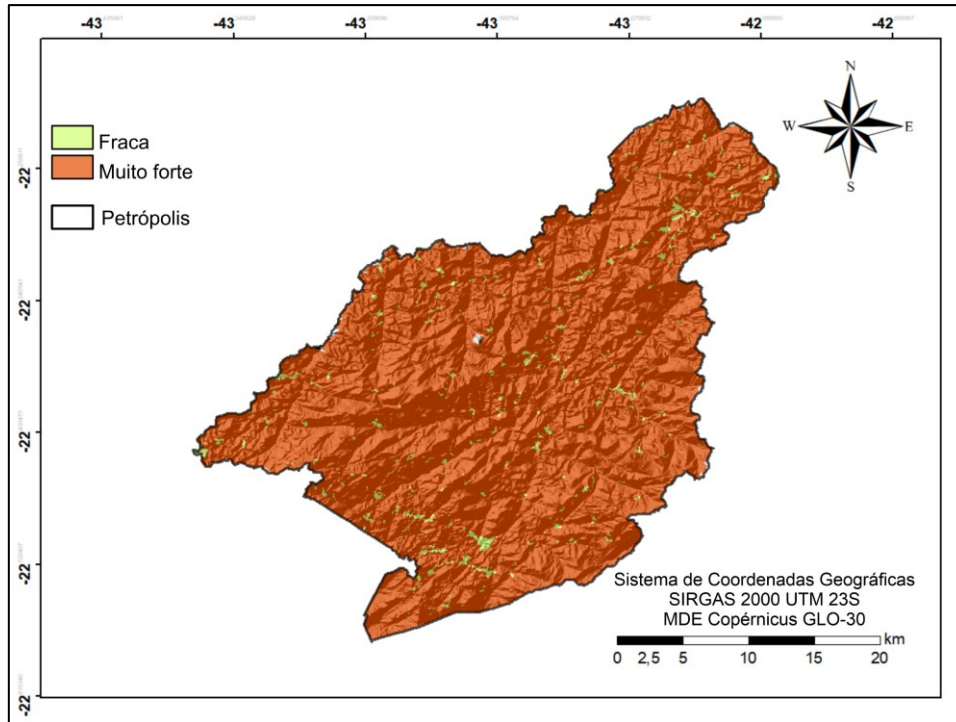 -43 -43 -43 -43 -43 -42 -42
N
W E
S
Fraca
Muito forte
Petrópolis
-22
-22
-22
-22
-22
Sistema de Coordenadas Geográficas
SIRGAS 2000 UTM 23S
MDE Copérnicus GLO-30
km
0 2,5 5 10 15 20